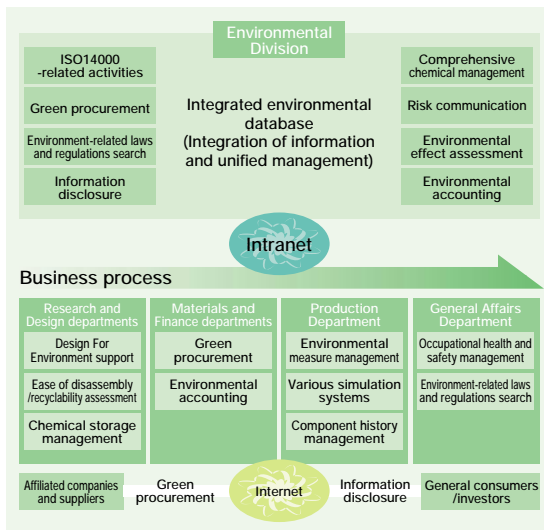 Environmental
Division
ISO14000
-related activities
Green procurement
Environment-related laws
and regulations search
Information
disclosure
Integrated environmental
database
(Integration of information
and unified management)
Comprehensive
chemical management
Risk communication
Environmental
effect assessment
Environmental
accounting
Intranet
Business process
Research and
Design departments
Design For
Environment support
Ease of disassembly
/recyclability assessment
Chemical storage
management
Materials and
Finance departments
Green
procurement
Environmental
accounting
Production
Department
Environmental
measure management
Various simulation
systems
Component history
management
General Affairs
Department
Occupational health and
safety management
Environment-related laws
and regulations search
Affiliated companies
and suppliers
Green
procurement
Internet
Information
disclosure
General consumers
/investors